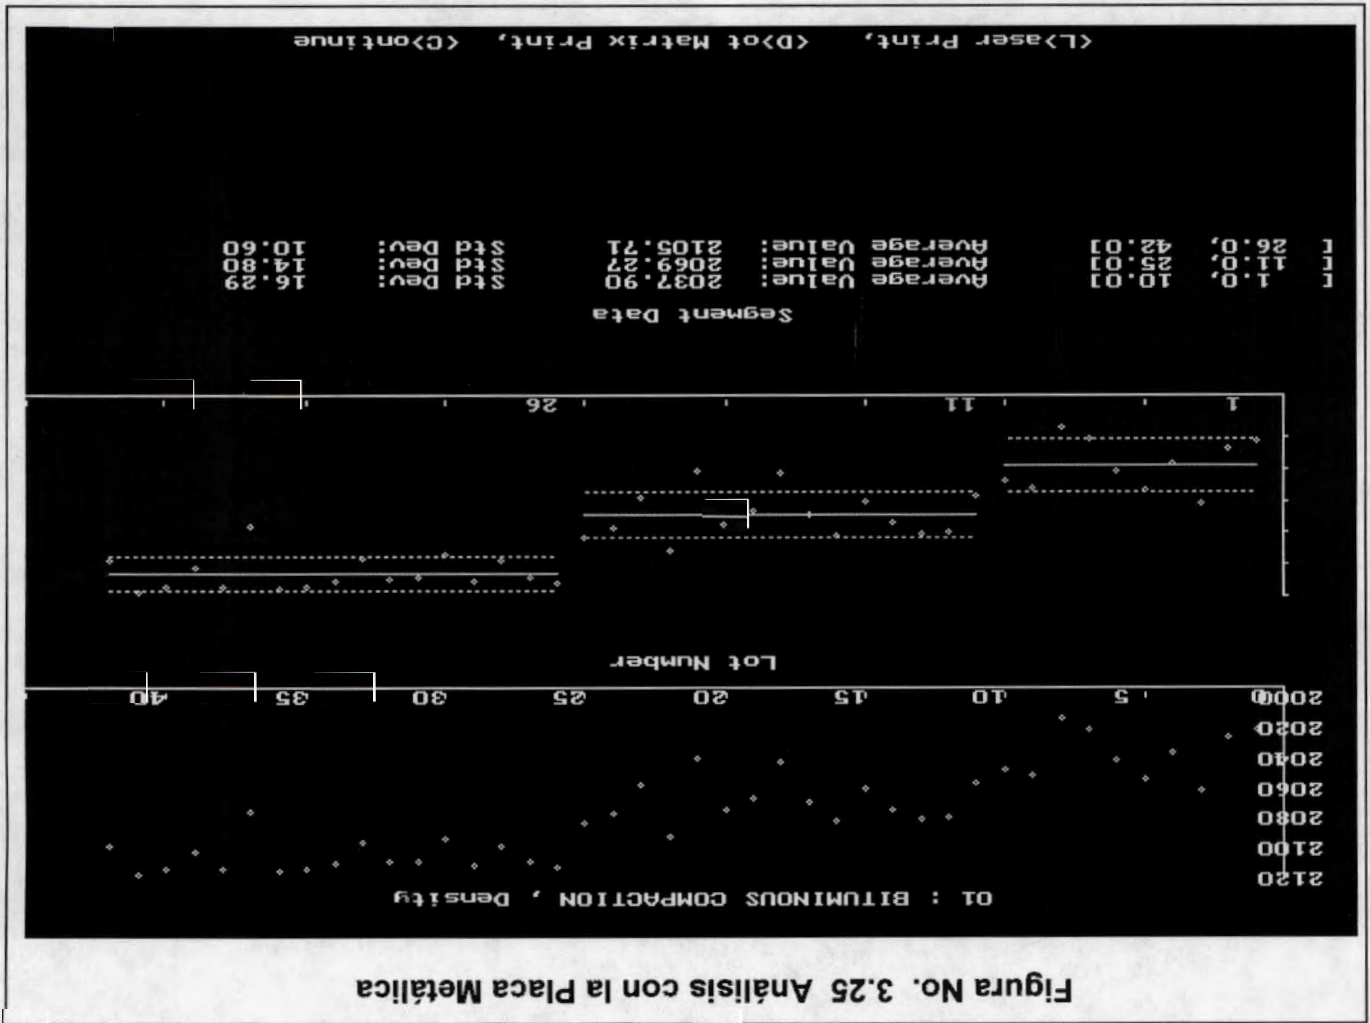 Figura No. 3.25 Análisis con la Placa Metálica
01 : BITUMINOUS COMPACTION , Density
2120
2100
2080
2060
2040
2020
2000
0 5 10 15 20 25 30 35 40
Lot Number
1 11 26
Segment Data
[ 1.0, 10.0] Average Value: 2037.90 Std Dev: 16.29
[ 11.0, 25.0] Average Value: 2069.27 Std Dev: 14.80
[ 26.0, 42.0] Average Value: 2105.71 Std Dev: 10.60
<L>aser Print, <D>ot Matrix Print, <C>ontinue